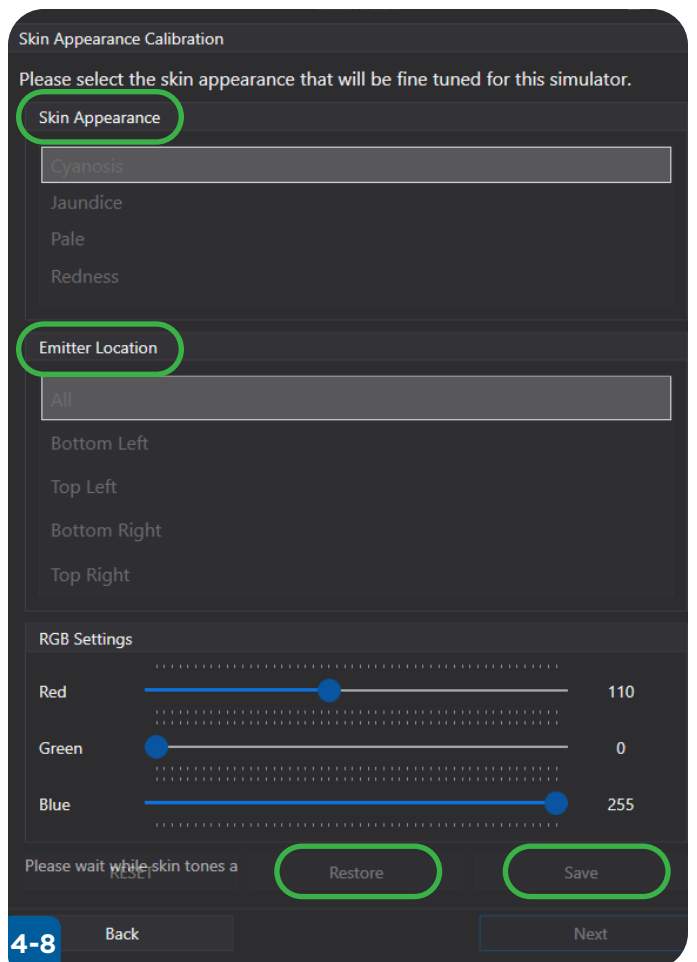 Skin Appearance Calibration
Please select the skin appearance that will be fine tuned for this simulator.
Skin Appearance
Cyanosis
Jaundice
Pale
Redness
Emitter Location
All
Bottom Left
Top Left
Bottom Right
Top Right
RGB Settings
Red 110
Green 0
Blue 255
Please wait while skin tones a
RESET Restore Save
4-8 Back Next